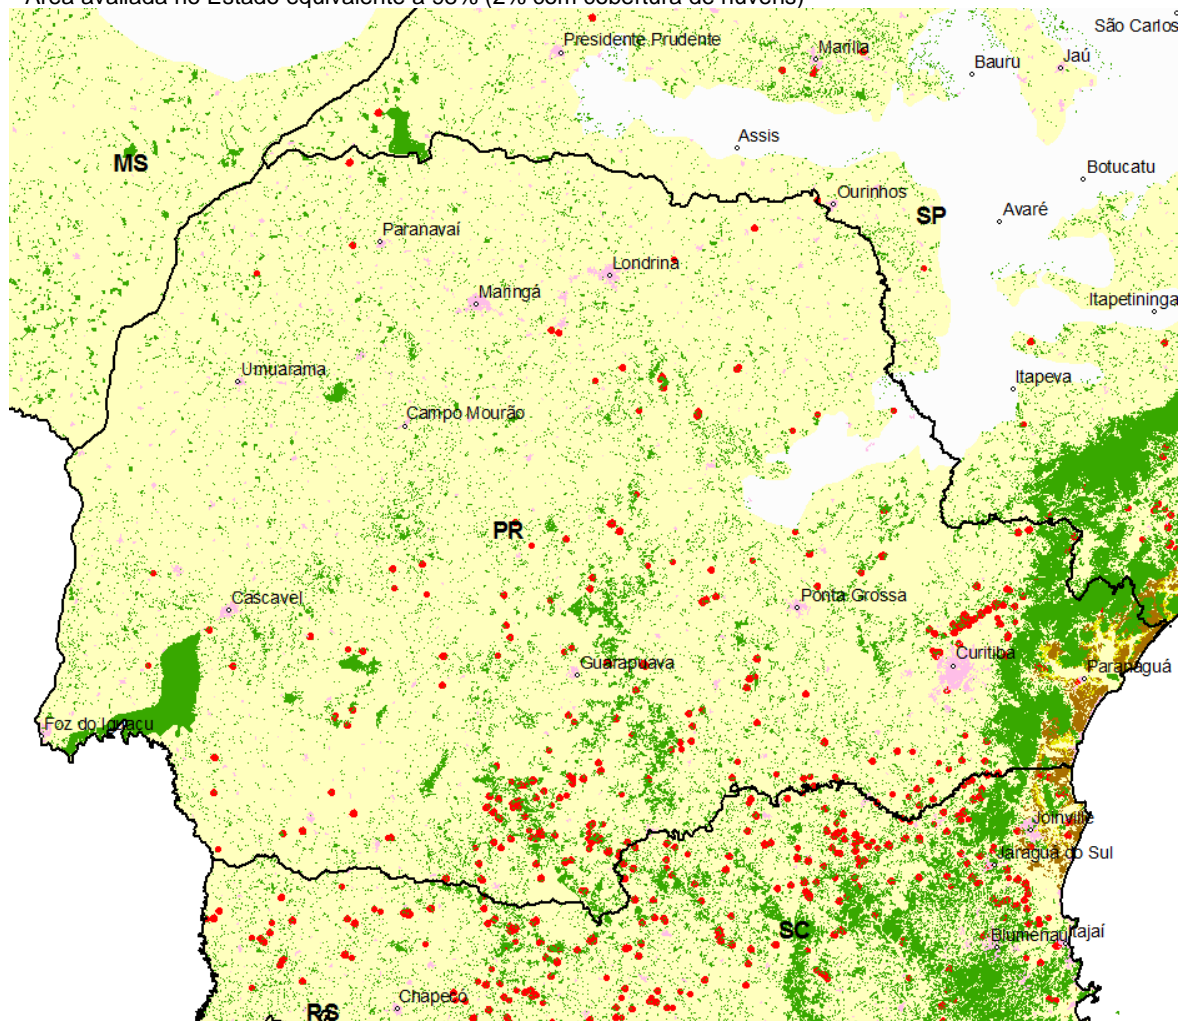 Área avaliada no Estado equivalente a 98% (2% com cobertura de nuvens)
São Carlos
Presidente Prudente
Marília
Bauru
Jaú
Assis
MS
Botucatu
Ourinhos
SP
Avaré
Paranavaí
Londrina
Maringá
Itapetininga
Umuarama
Itapeva
Campo Mourão
PR
Cascavel
Ponta Grossa
Curitiba
Guarapuava
Paranaguá
Foz do Iguaçu
Joinville
Jaraguá do Sul
SC
Blumenau
Itajaí
Chapecó
RS